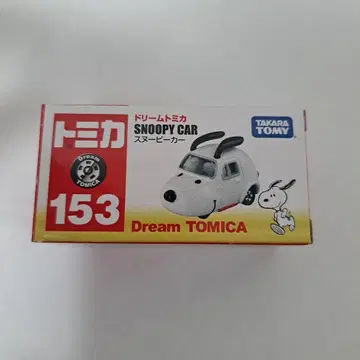 トミカ
Dream
TOMICA
153
ドリームトミカ
SNOOPY CAR
スヌーピーカー
TAKARA
TOMY
Dream TOMICA